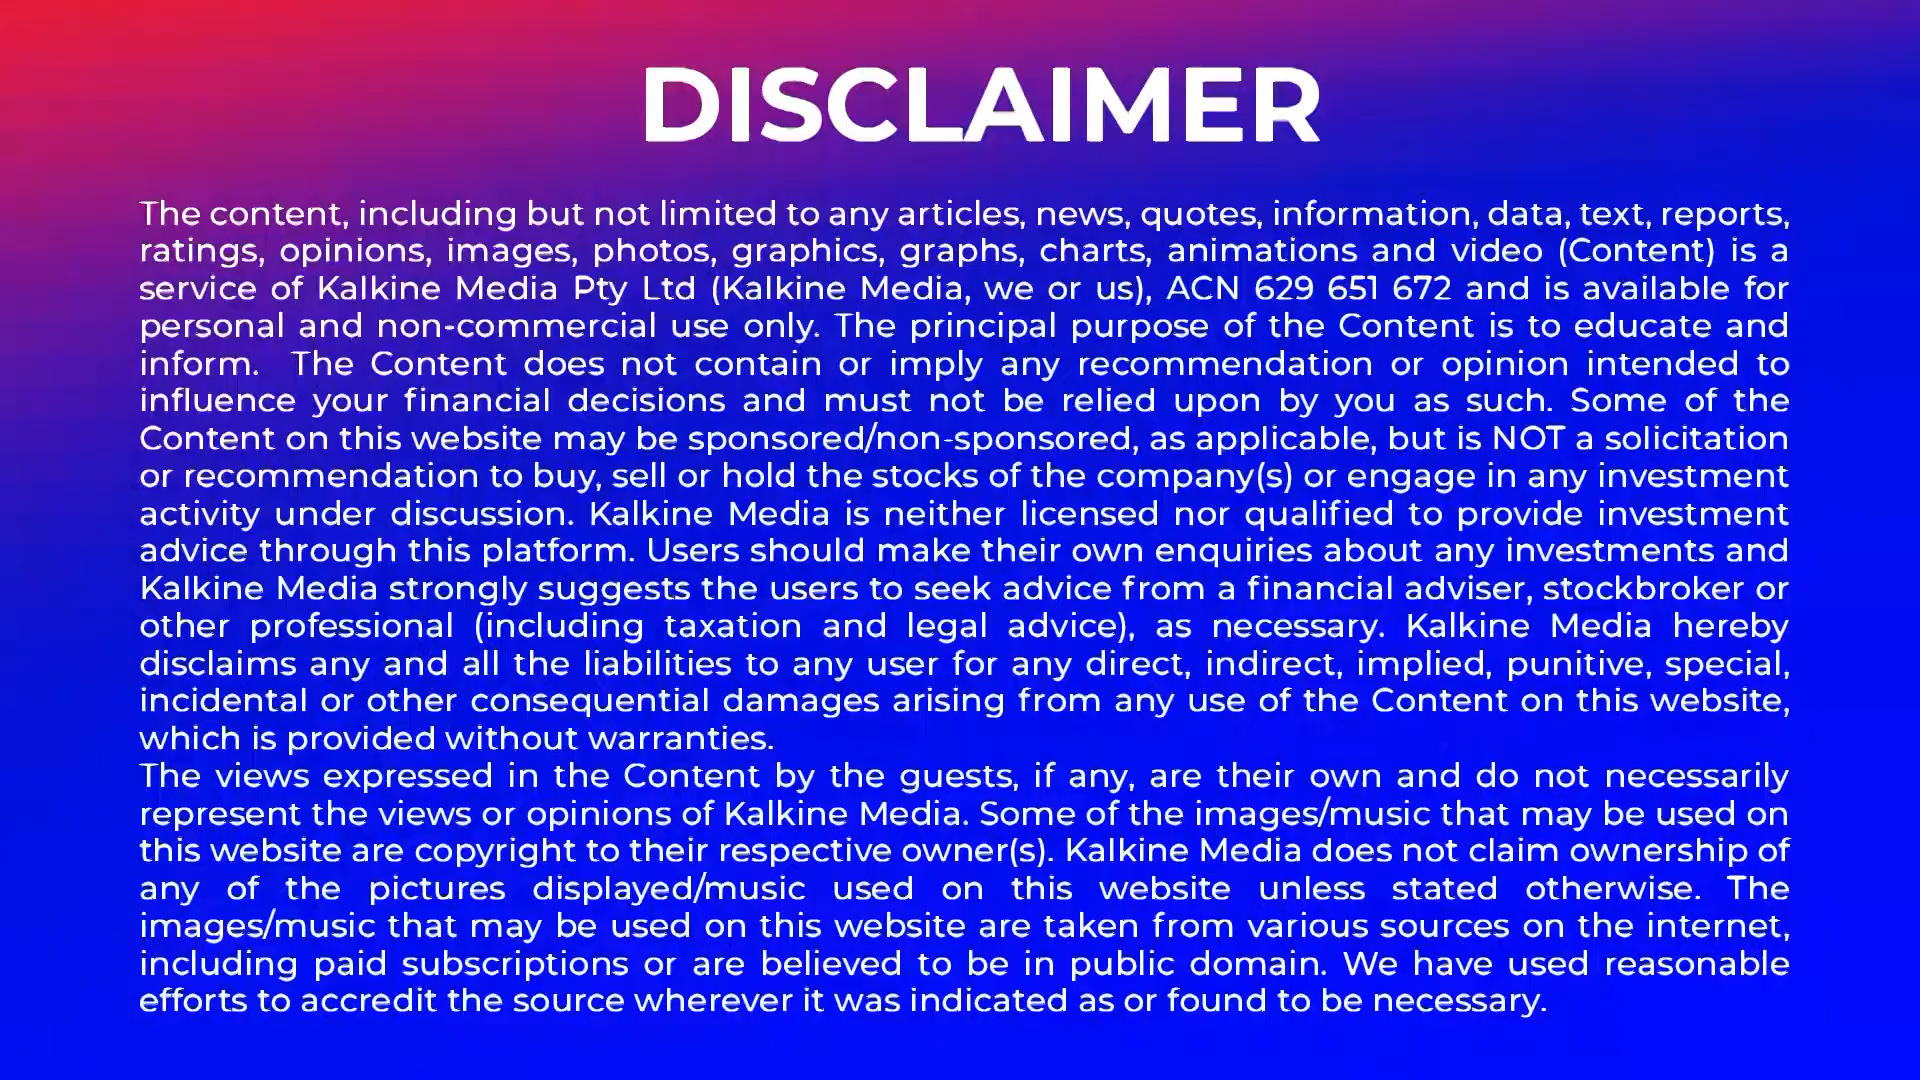 DISCLAIMER
The content, including but not limited to any articles, news, quotes, information, data, text, reports,
ratings, opinions, images, photos, graphics, graphs, charts, animations and video (Content) is a
service of Kalkine Media Pty Ltd (Kalkine Media, we or us), ACN 629 651 672 and is available for
personal and non-commercial use only. The principal purpose of the Content is to educate and
inform. The Content does not contain or imply any recommendation or opinion intended to
influence your financial decisions and must not be relied upon by you as such. Some of the
Content on this website may be sponsored/non-sponsored, as applicable, but is NOT a solicitation
or recommendation to buy, sell or hold the stocks of the company(s) or engage in any investment
activity under discussion. Kalkine Media is neither licensed nor qualified to provide investment
advice through this platform. Users should make their own enquiries about any investments and
Kalkine Media strongly suggests the users to seek advice from a financial adviser, stockbroker or
other professional (including taxation and legal advice), as necessary. Kalkine Media hereby
disclaims any and all the liabilities to any user for any direct, indirect, implied, punitive, special,
incidental or other consequential damages arising from any use of the Content on this website,
which is provided without warranties.
The views expressed in the Content by the guests, if any, are their own and do not necessarily
represent the views or opinions of Kalkine Media. Some of the images/music that may be used on
this website are copyright to their respective owner(s). Kalkine Media does not claim ownership of
any of the pictures displayed/music used on this website unless stated otherwise. The
images/music that may be used on this website are taken from various sources on the internet,
including paid subscriptions or are believed to be in public domain. We have used reasonable
efforts to accredit the source wherever it was indicated as or found to be necessary.